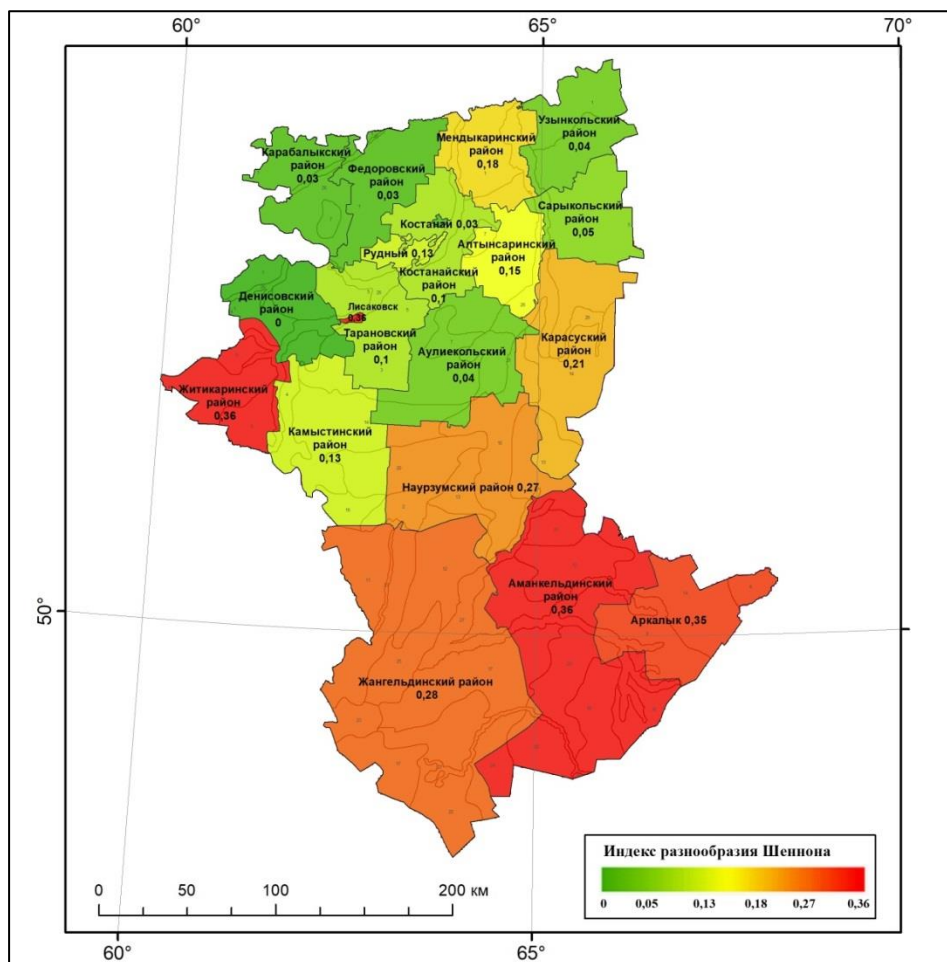 60°
65°
70°
Узынкольский
район
0,04
Мендыкаринский
район
0,18
Карабалыкский
район
0,03
Федоровский
район
0,03
Сарыкольский
район
0,05
Костанай 0,03
Алтынсаринский
район
0,15
Рудный 0,13
Костанайский
район
0,1
Денисовский
район
0
Лисаковск
0,36
Тарановский
район
0,1
Карасуский
район
0,21
Аулиекольский
район
0,04
Житикаринский
район
0,36
Камыстинский
район
0,13
Наурзумский район 0,27
50°
Аманкельдинский
район
0,36
Аркалык 0,35
Жангельдинский район
0,28
Индекс разнообразия Шеннона
0 0,05 0,13 0,18 0,27 0,36
0 50 100 200 км
60°
65°